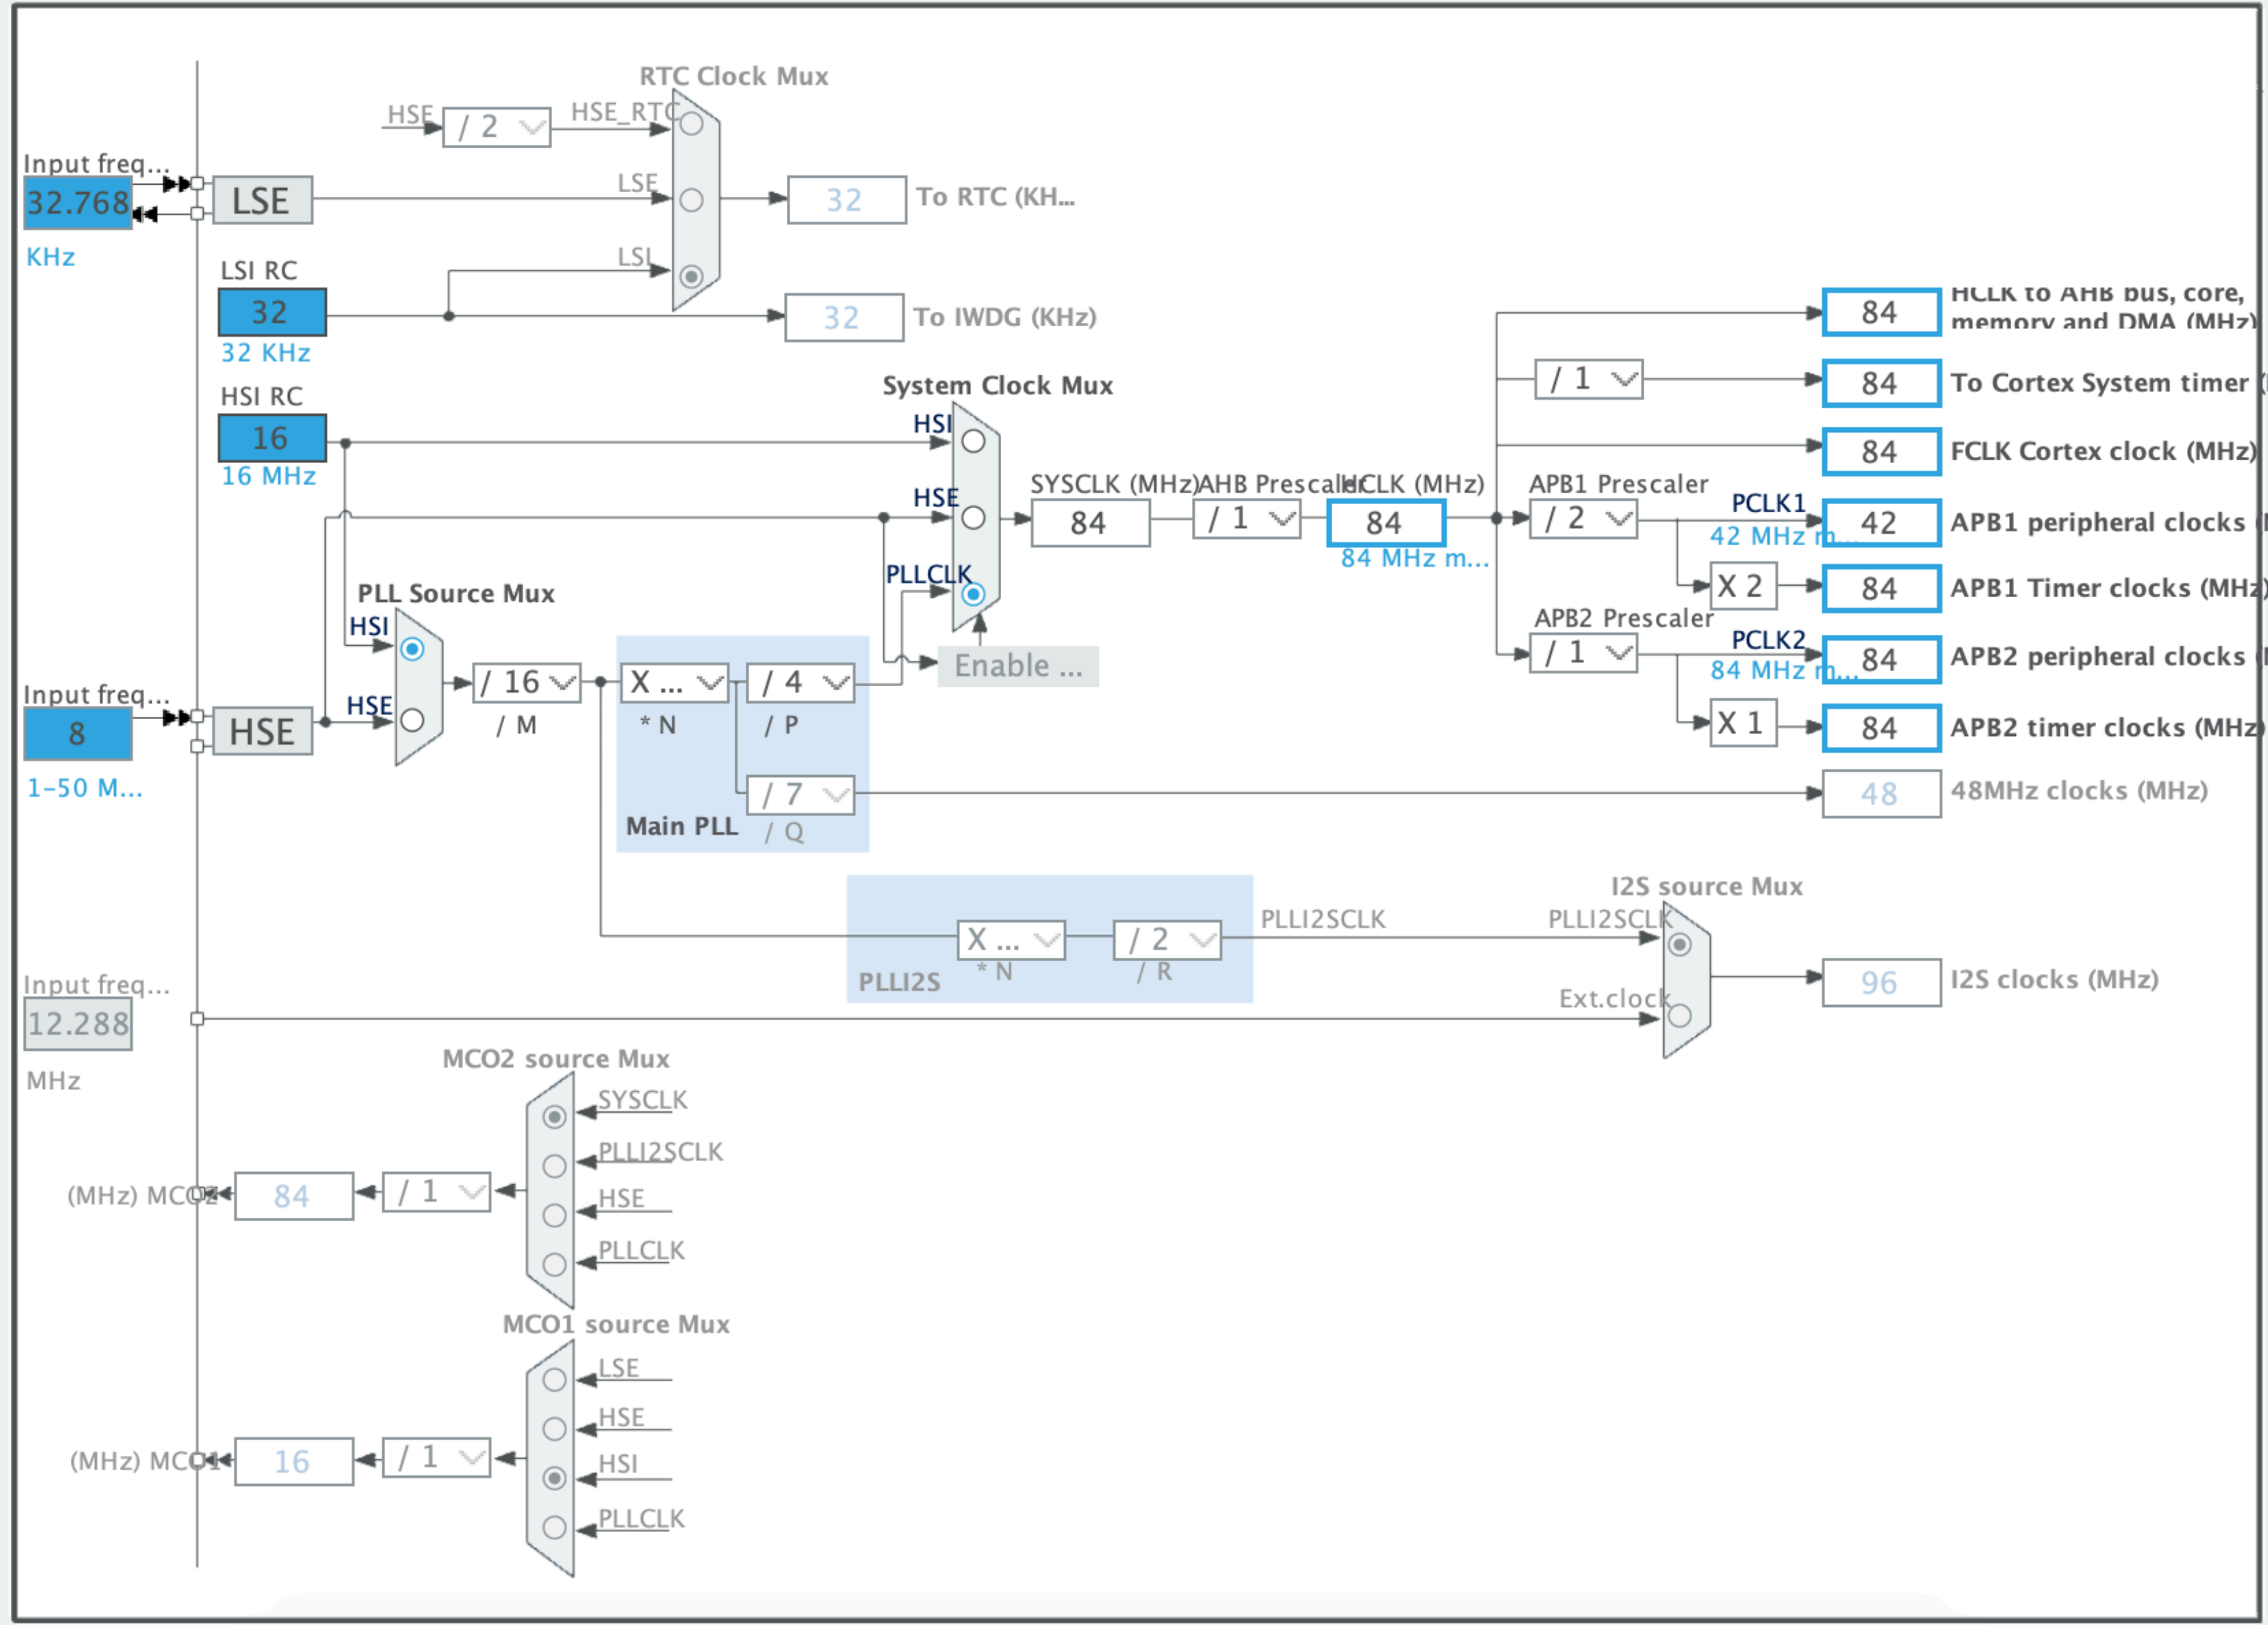 RTC Clock Mux
HSE
/ 2
HSE_RTC
Input freq...
32.768
KHz
LSE
LSE
32
To RTC (KH...
LSI RC
32
32 KHz
LSI
32
To IWDG (KHz)
HSI RC
16
16 MHz
System Clock Mux
HSI
HSE
PLLCLK
SYSCLK (MHz)
84
AHB Prescaler
/ 1
HCLK (MHz)
84
84 MHz m...
Enable ...
84
HCLK to AHB bus, core,
memory and DMA (MHz)
/ 1
84
To Cortex System timer (
84
FCLK Cortex clock (MHz)
APB1 Prescaler
/ 2
PCLK1
42 MHz m...
42
APB1 peripheral clocks (
X 2
84
APB1 Timer clocks (MHz)
APB2 Prescaler
/ 1
PCLK2
84 MHz m...
84
APB2 peripheral clocks (
X 1
84
APB2 timer clocks (MHz)
PLL Source Mux
HSI
HSE
Input freq...
8
1-50 M...
HSE
/ 16
/ M
X ...
* N
/ 4
/ P
/ 7
/ Q
Main PLL
48
48MHz clocks (MHz)
X ...
* N
/ 2
/ R
PLLI2S
PLLI2SCLK
I2S source Mux
PLLI2SCLK
Ext.clock
96
I2S clocks (MHz)
Input freq...
12.288
MHz
MCO2 source Mux
SYSCLK
PLLI2SCLK
HSE
PLLCLK
(MHz) MCO2
84
/ 1
MCO1 source Mux
LSE
HSE
HSI
PLLCLK
(MHz) MCO1
16
/ 1